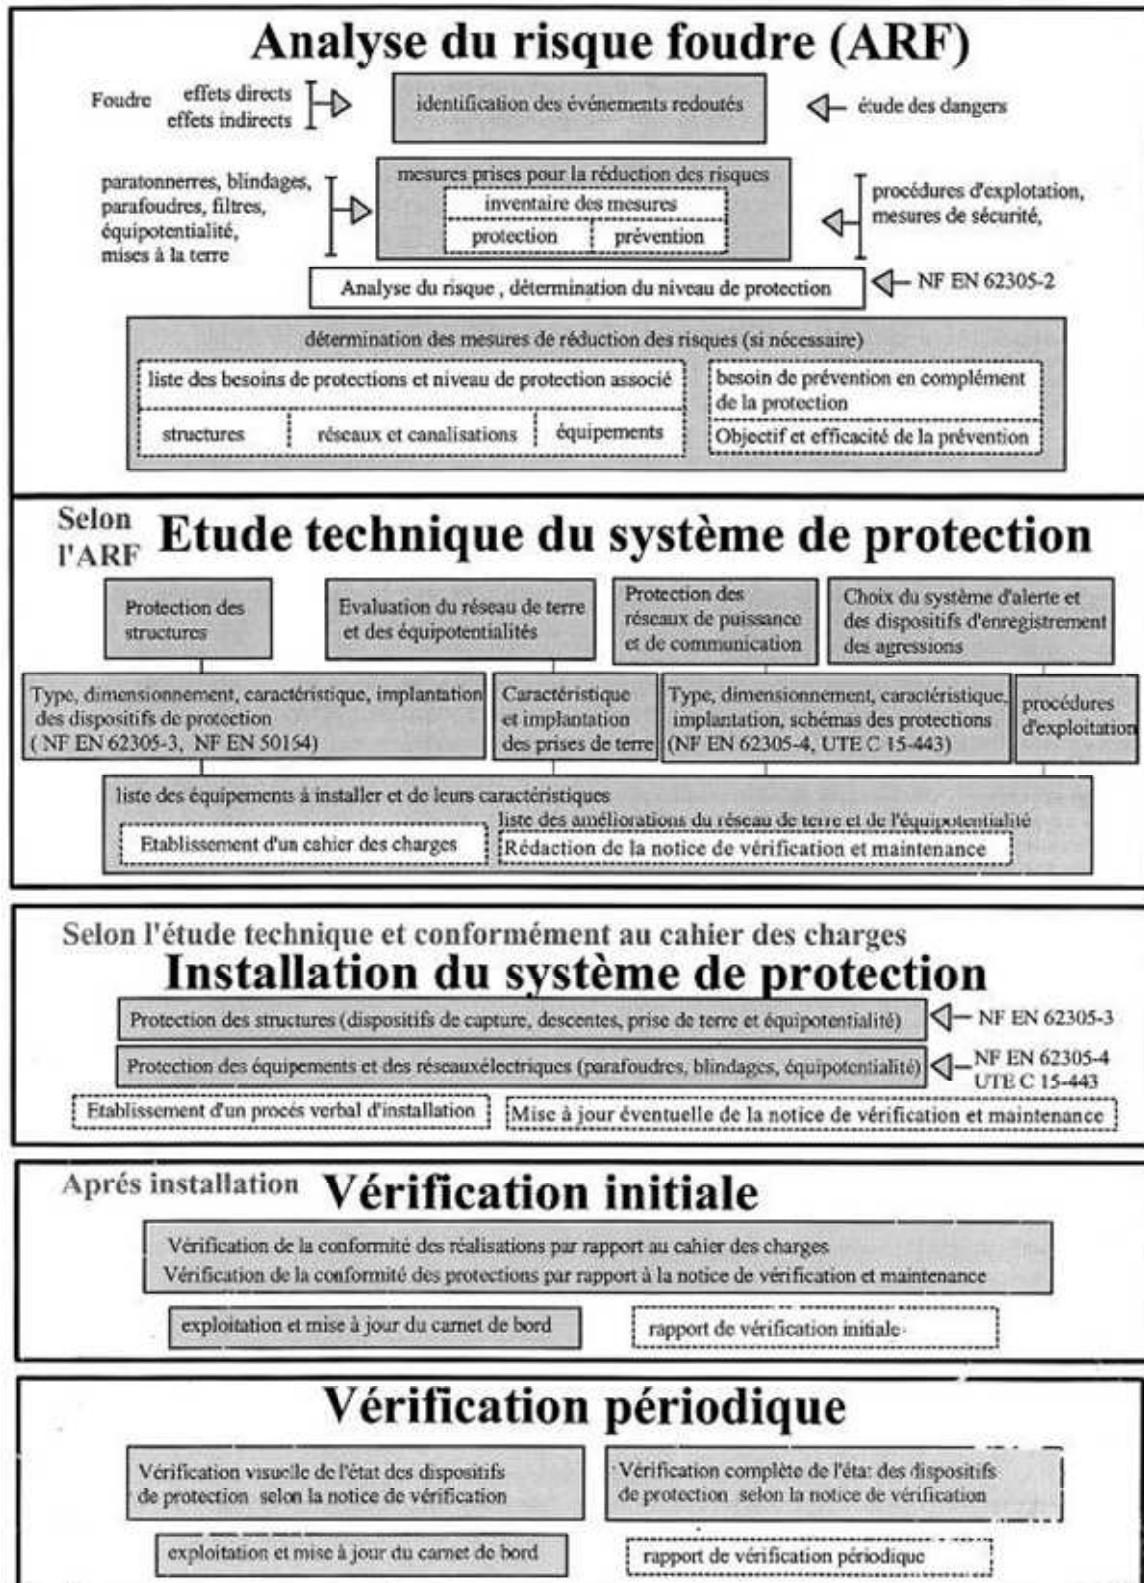 Analyse du risque foudre (ARF)
Foudre
effets directs
effets indirects
identification des événements redoutés
étude des dangers
paratonnerres, blindages,
parafoudres, filtres,
équipotentialité,
mises à la terre
mesures prises pour la réduction des risques
inventaire des mesures
protection
prévention
procédures d'explotation,
mesures de sécurité,
Analyse du risque , détermination du niveau de protection
NF EN 62305-2
détermination des mesures de réduction des risques (si nécessaire)
liste des besoins de protections et niveau de protection associé
structures
réseaux et canalisations
équipements
besoin de prévention en complément
de la protection
Objectif et efficacité de la prévention
Selon
l'ARF
Etude technique du système de protection
Protection des
structures
Evaluation du réseau de terre
et des équipotentialités
Protection des
réseaux de puissance
et de communication
Choix du système d'alerte et
des dispositifs d'enregistrement
des agressions
Type, dimensionnement, caractéristique, implantation
des dispositifs de protection
( NF EN 62305-3, NF EN 50154)
Caractéristique
et implantation
des prises de terre
Type, dimensionnement, caractéristique,
implantation, schémas des protections
(NF EN 62305-4, UTE C 15-443)
procédures
d'exploitation
liste des équipements à installer et de leurs caractéristiques
liste des améliorations du réseau de terre et de l'équipotentialité
Etablissement d'un cahier des charges
Rédaction de la notice de vérification et maintenance
Selon l'étude technique et conformément au cahier des charges
Installation du système de protection
Protection des structures (dispositifs de capture, descentes, prise de terre et équipotentialité)
NF EN 62305-3
Protection des équipements et des réseauxélectriques (parafoudres, blindages, équipotentialité)
NF EN 62305-4
UTE C 15-443
Etablissement d'un procés verbal d'installation
Mise à jour éventuelle de la notice de vérification et maintenance
Aprés installation
Vérification initiale
Vérification de la conformité des réalisations par rapport au cahier des charges
Vérification de la conformité des protections par rapport à la notice de vérification et maintenance
exploitation et mise à jour du carnet de bord
rapport de vérification initiale
Vérification périodique
Vérification visuelle de l'état des dispositifs
de protection selon la notice de vérification
Vérification complète de l'état des dispositifs
de protection selon la notice de vérification
exploitation et mise à jour du carnet de bord
rapport de vérification périodique